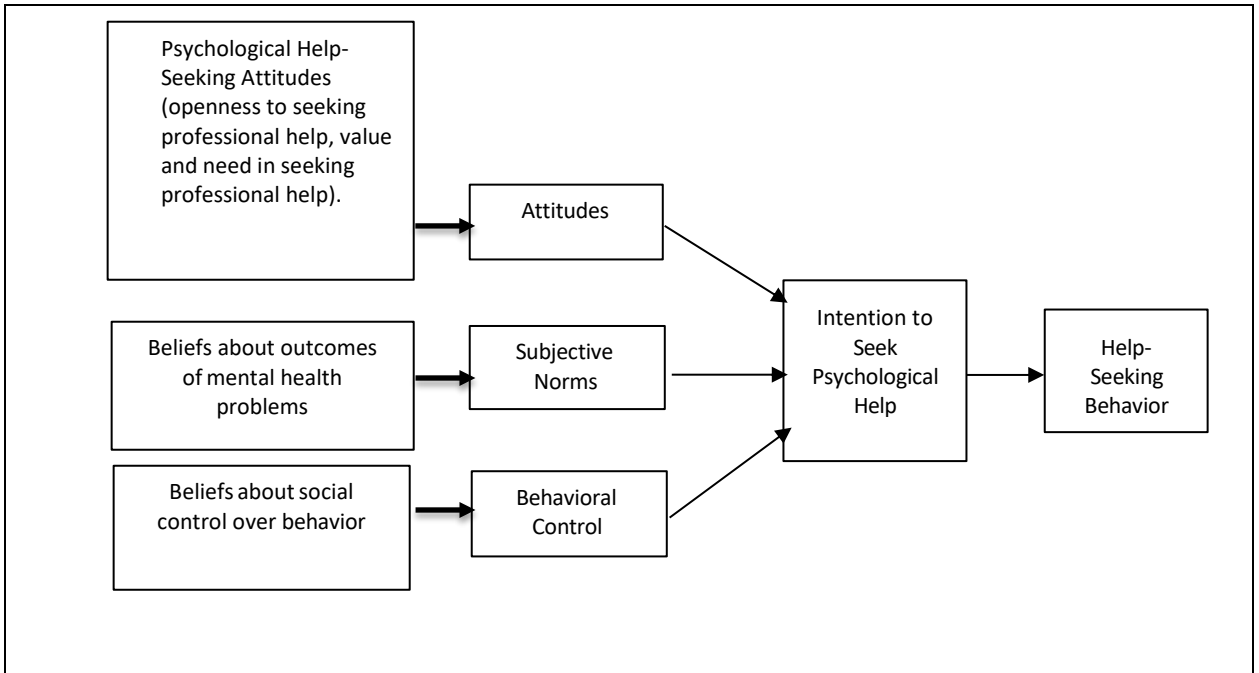 Psychological Help-
Seeking Attitudes
(openness to seeking
professional help, value
and need in seeking
professional help).
Attitudes
Beliefs about outcomes
of mental health
problems
Subjective
Norms
Beliefs about social
control over behavior
Behavioral
Control
Intention to
Seek
Psychological
Help
Help-
Seeking
Behavior